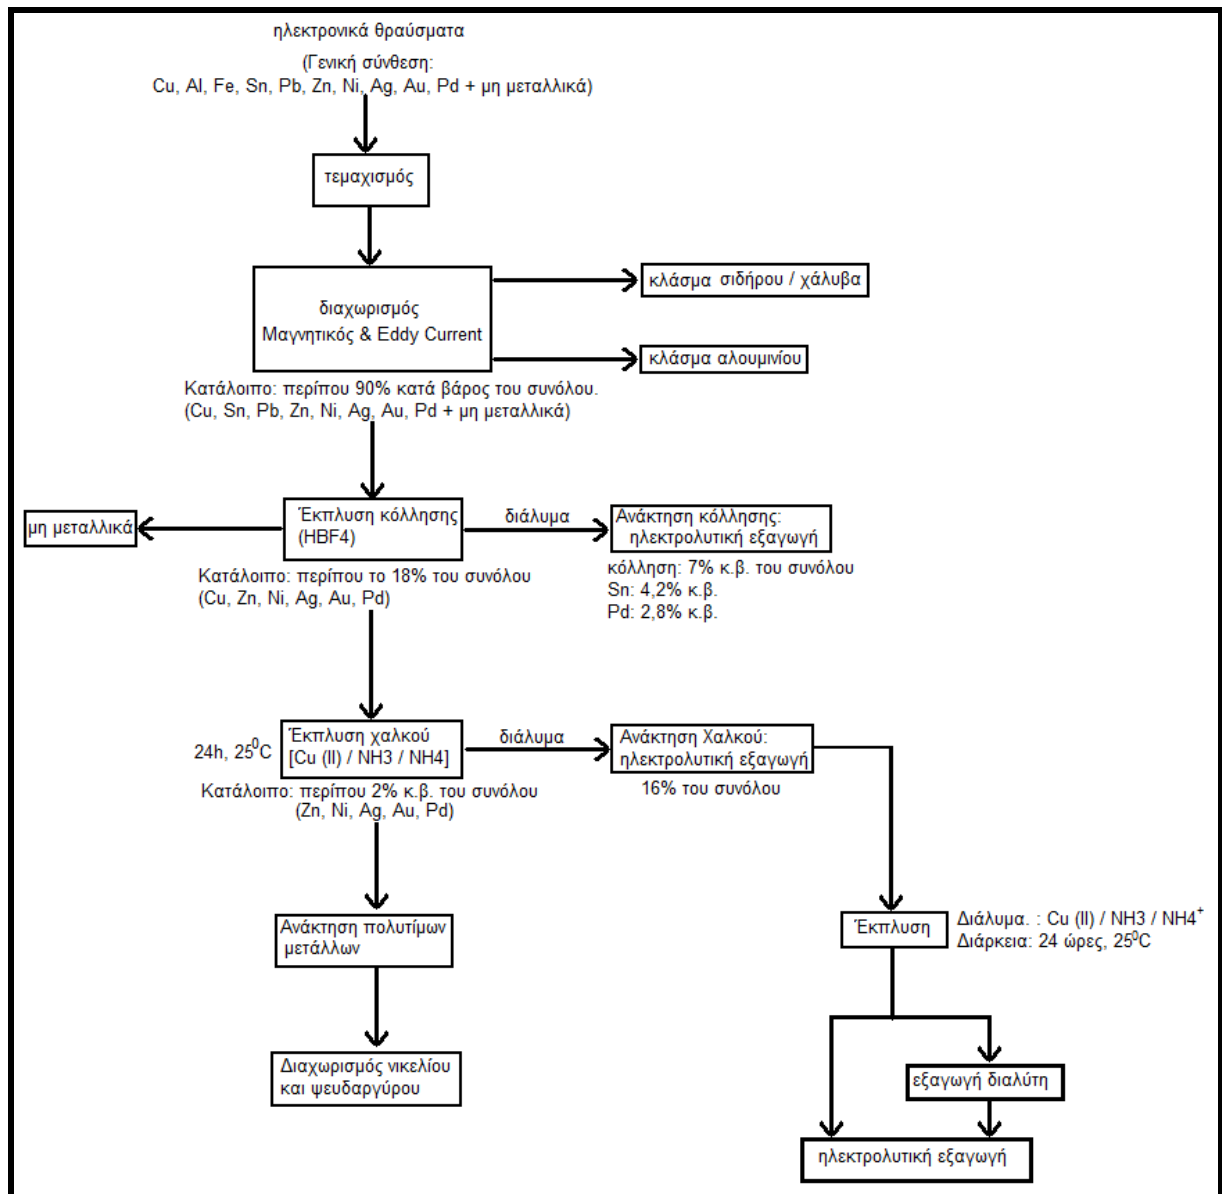 ηλεκτρονικά θραύσματα
(Γενική σύνθεση:
Cu, Al, Fe, Sn, Pb, Zn, Ni, Ag, Au, Pd + μη μεταλλικά)
τεμαχισμός
διαχωρισμός
Μαγνητικός & Eddy Current
κλάσμα σιδήρου / χάλυβα
κλάσμα αλουμινίου
Κατάλοιπο: περίπου 90% κατά βάρος του συνόλου.
(Cu, Sn, Pb, Zn, Ni, Ag, Au, Pd + μη μεταλλικά)
μη μεταλλικά
Έκπλυση κόλλησης
(HBF4)
διάλυμα
Ανάκτηση κόλλησης:
ηλεκτρολυτική εξαγωγή
κόλληση: 7% κ.β. του συνόλου
Sn: 4,2% κ.β.
Pd: 2,8% κ.β.
Κατάλοιπο: περίπου το 18% του συνόλου
(Cu, Zn, Ni, Ag, Au, Pd)
24h, 25⁰C
Έκπλυση χαλκού
[Cu (II) / NH3 / NH4]
διάλυμα
Ανάκτηση Χαλκού:
ηλεκτρολυτική εξαγωγή
16% του συνόλου
Κατάλοιπο: περίπου 2% κ.β. του συνόλου
(Zn, Ni, Ag, Au, Pd)
Ανάκτηση πολυτίμων
μετάλλων
Έκπλυση
Διάλυμα. : Cu (II) / NH3 / NH4⁺
Διάρκεια: 24 ώρες, 25⁰C
Διαχωρισμός νικελίου
και ψευδαργύρου
εξαγωγή διαλύτη
ηλεκτρολυτική εξαγωγή